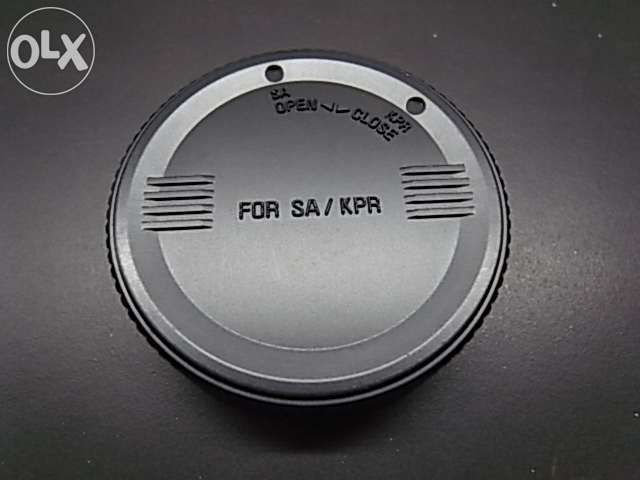 OLX
SA KPR
OPEN CLOSE
FOR SA / KPR